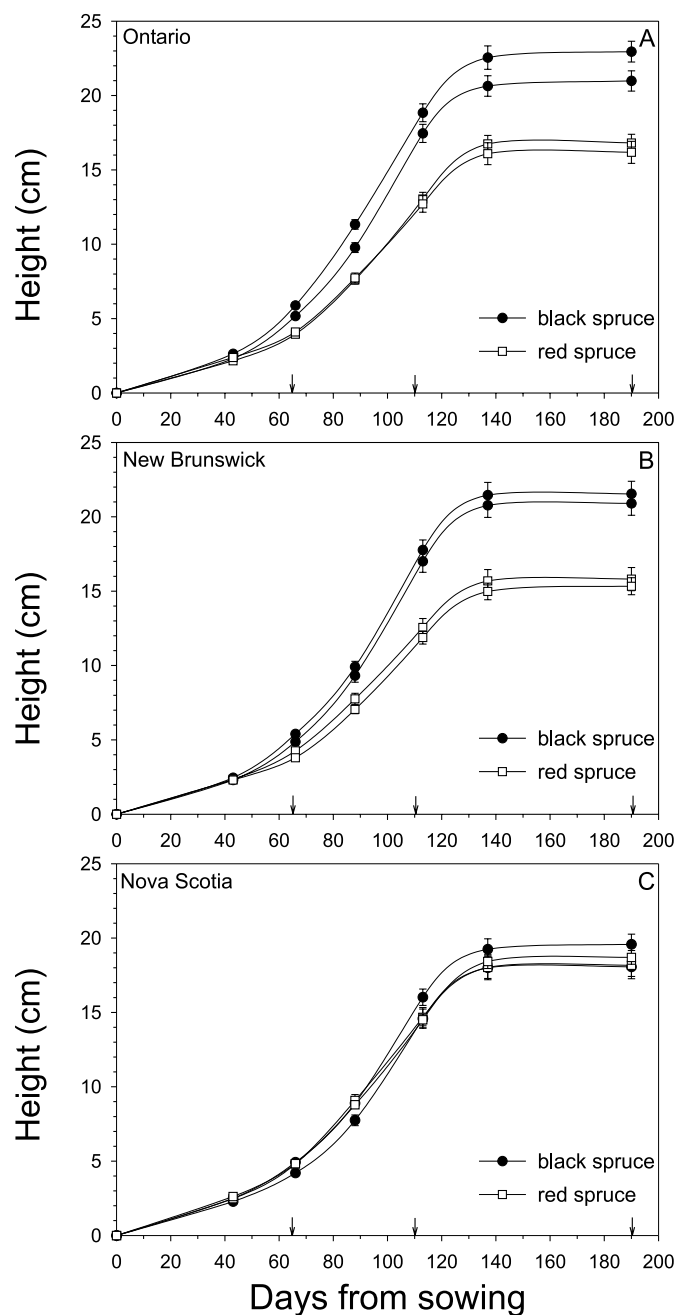 25
Ontario A
20
15
10
5
0
Height (cm)
black spruce
red spruce
0 20 40 60 80 100 120 140 160 180 200
25
New Brunswick B
20
15
10
5
0
Height (cm)
black spruce
red spruce
0 20 40 60 80 100 120 140 160 180 200
25
Nova Scotia C
20
15
10
5
0
Height (cm)
black spruce
red spruce
0 20 40 60 80 100 120 140 160 180 200
Days from sowing